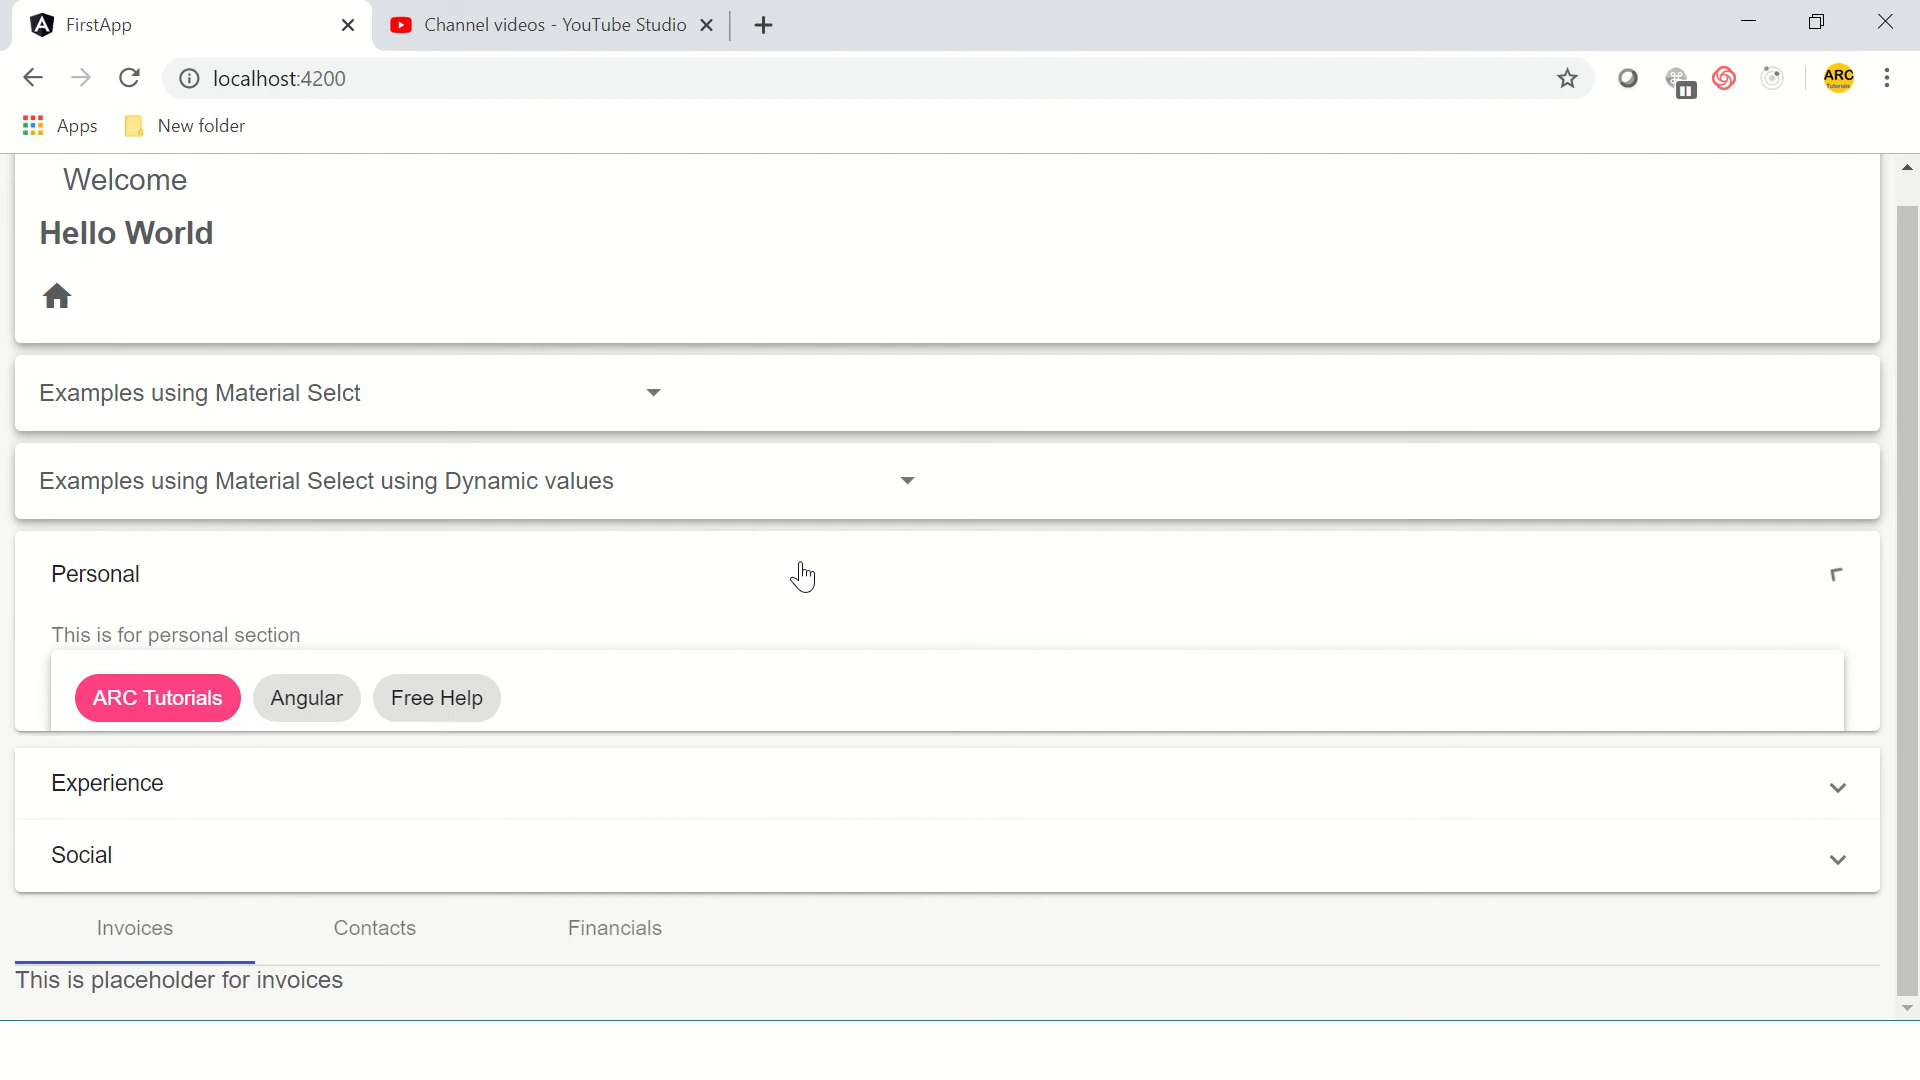 FirstApp
Channel videos - YouTube Studio
localhost:4200
ARC
Tutorials
Apps
New folder
Welcome
Hello World
Examples using Material Selct
Examples using Material Select using Dynamic values
Personal
This is for personal section
ARC Tutorials
Angular
Free Help
Experience
Social
Invoices
Contacts
Financials
This is placeholder for invoices